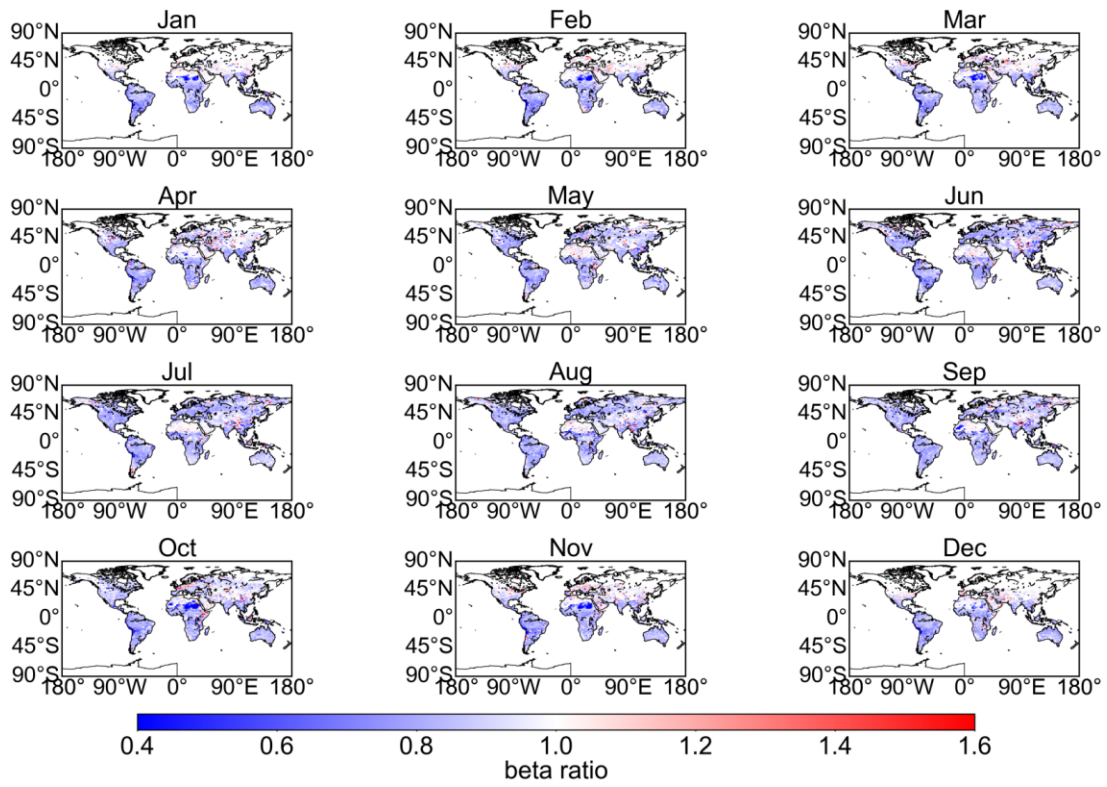 Jan Feb Mar
90°N 90°N 90°N
45°N 45°N 45°N
0° 0° 0°
45°S 45°S 45°S
90°S 90°S 90°S
180° 90°W 0° 90°E 180° 180° 90°W 0° 90°E 180° 180° 90°W 0° 90°E 180°
Apr May Jun
90°N 90°N 90°N
45°N 45°N 45°N
0° 0° 0°
45°S 45°S 45°S
90°S 90°S 90°S
180° 90°W 0° 90°E 180° 180° 90°W 0° 90°E 180° 180° 90°W 0° 90°E 180°
Jul Aug Sep
90°N 90°N 90°N
45°N 45°N 45°N
0° 0° 0°
45°S 45°S 45°S
90°S 90°S 90°S
180° 90°W 0° 90°E 180° 180° 90°W 0° 90°E 180° 180° 90°W 0° 90°E 180°
Oct Nov Dec
90°N 90°N 90°N
45°N 45°N 45°N
0° 0° 0°
45°S 45°S 45°S
90°S 90°S 90°S
180° 90°W 0° 90°E 180° 180° 90°W 0° 90°E 180° 180° 90°W 0° 90°E 180°
0.4 0.6 0.8 1.0 1.2 1.4 1.6
beta ratio